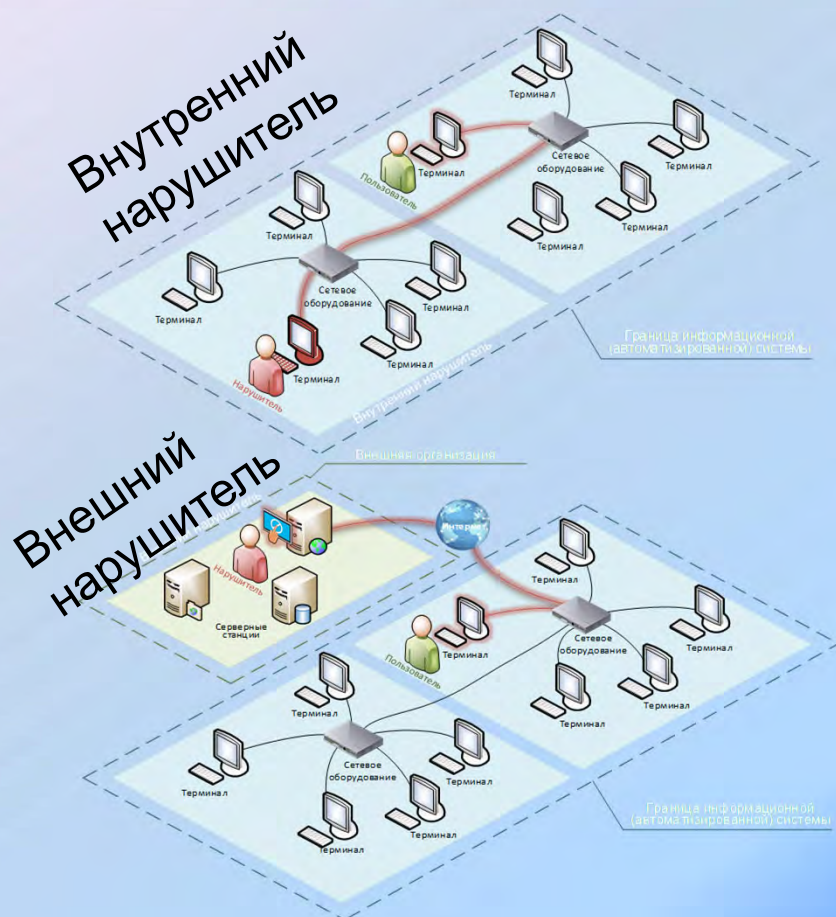 Внутренний
нарушитель
Терминал
Терминал
Сетевое
оборудование
Терминал
Пользователь
Терминал
Терминал
Терминал
Сетевое
оборудование
Терминал
Терминал
Терминал
Терминал
Нарушитель
Внутренний нарушитель
Граница информационной
(автоматизированной) системы
Внешний
нарушитель
Внешняя организация
нарушитель
Интернет
Нарушитель
Серверные
станции
Терминал
Терминал
Сетевое
оборудование
Терминал
Пользователь
Терминал
Терминал
Терминал
Сетевое
оборудование
Терминал
Терминал
Терминал
Терминал
Граница информационной
(автоматизированной) системы